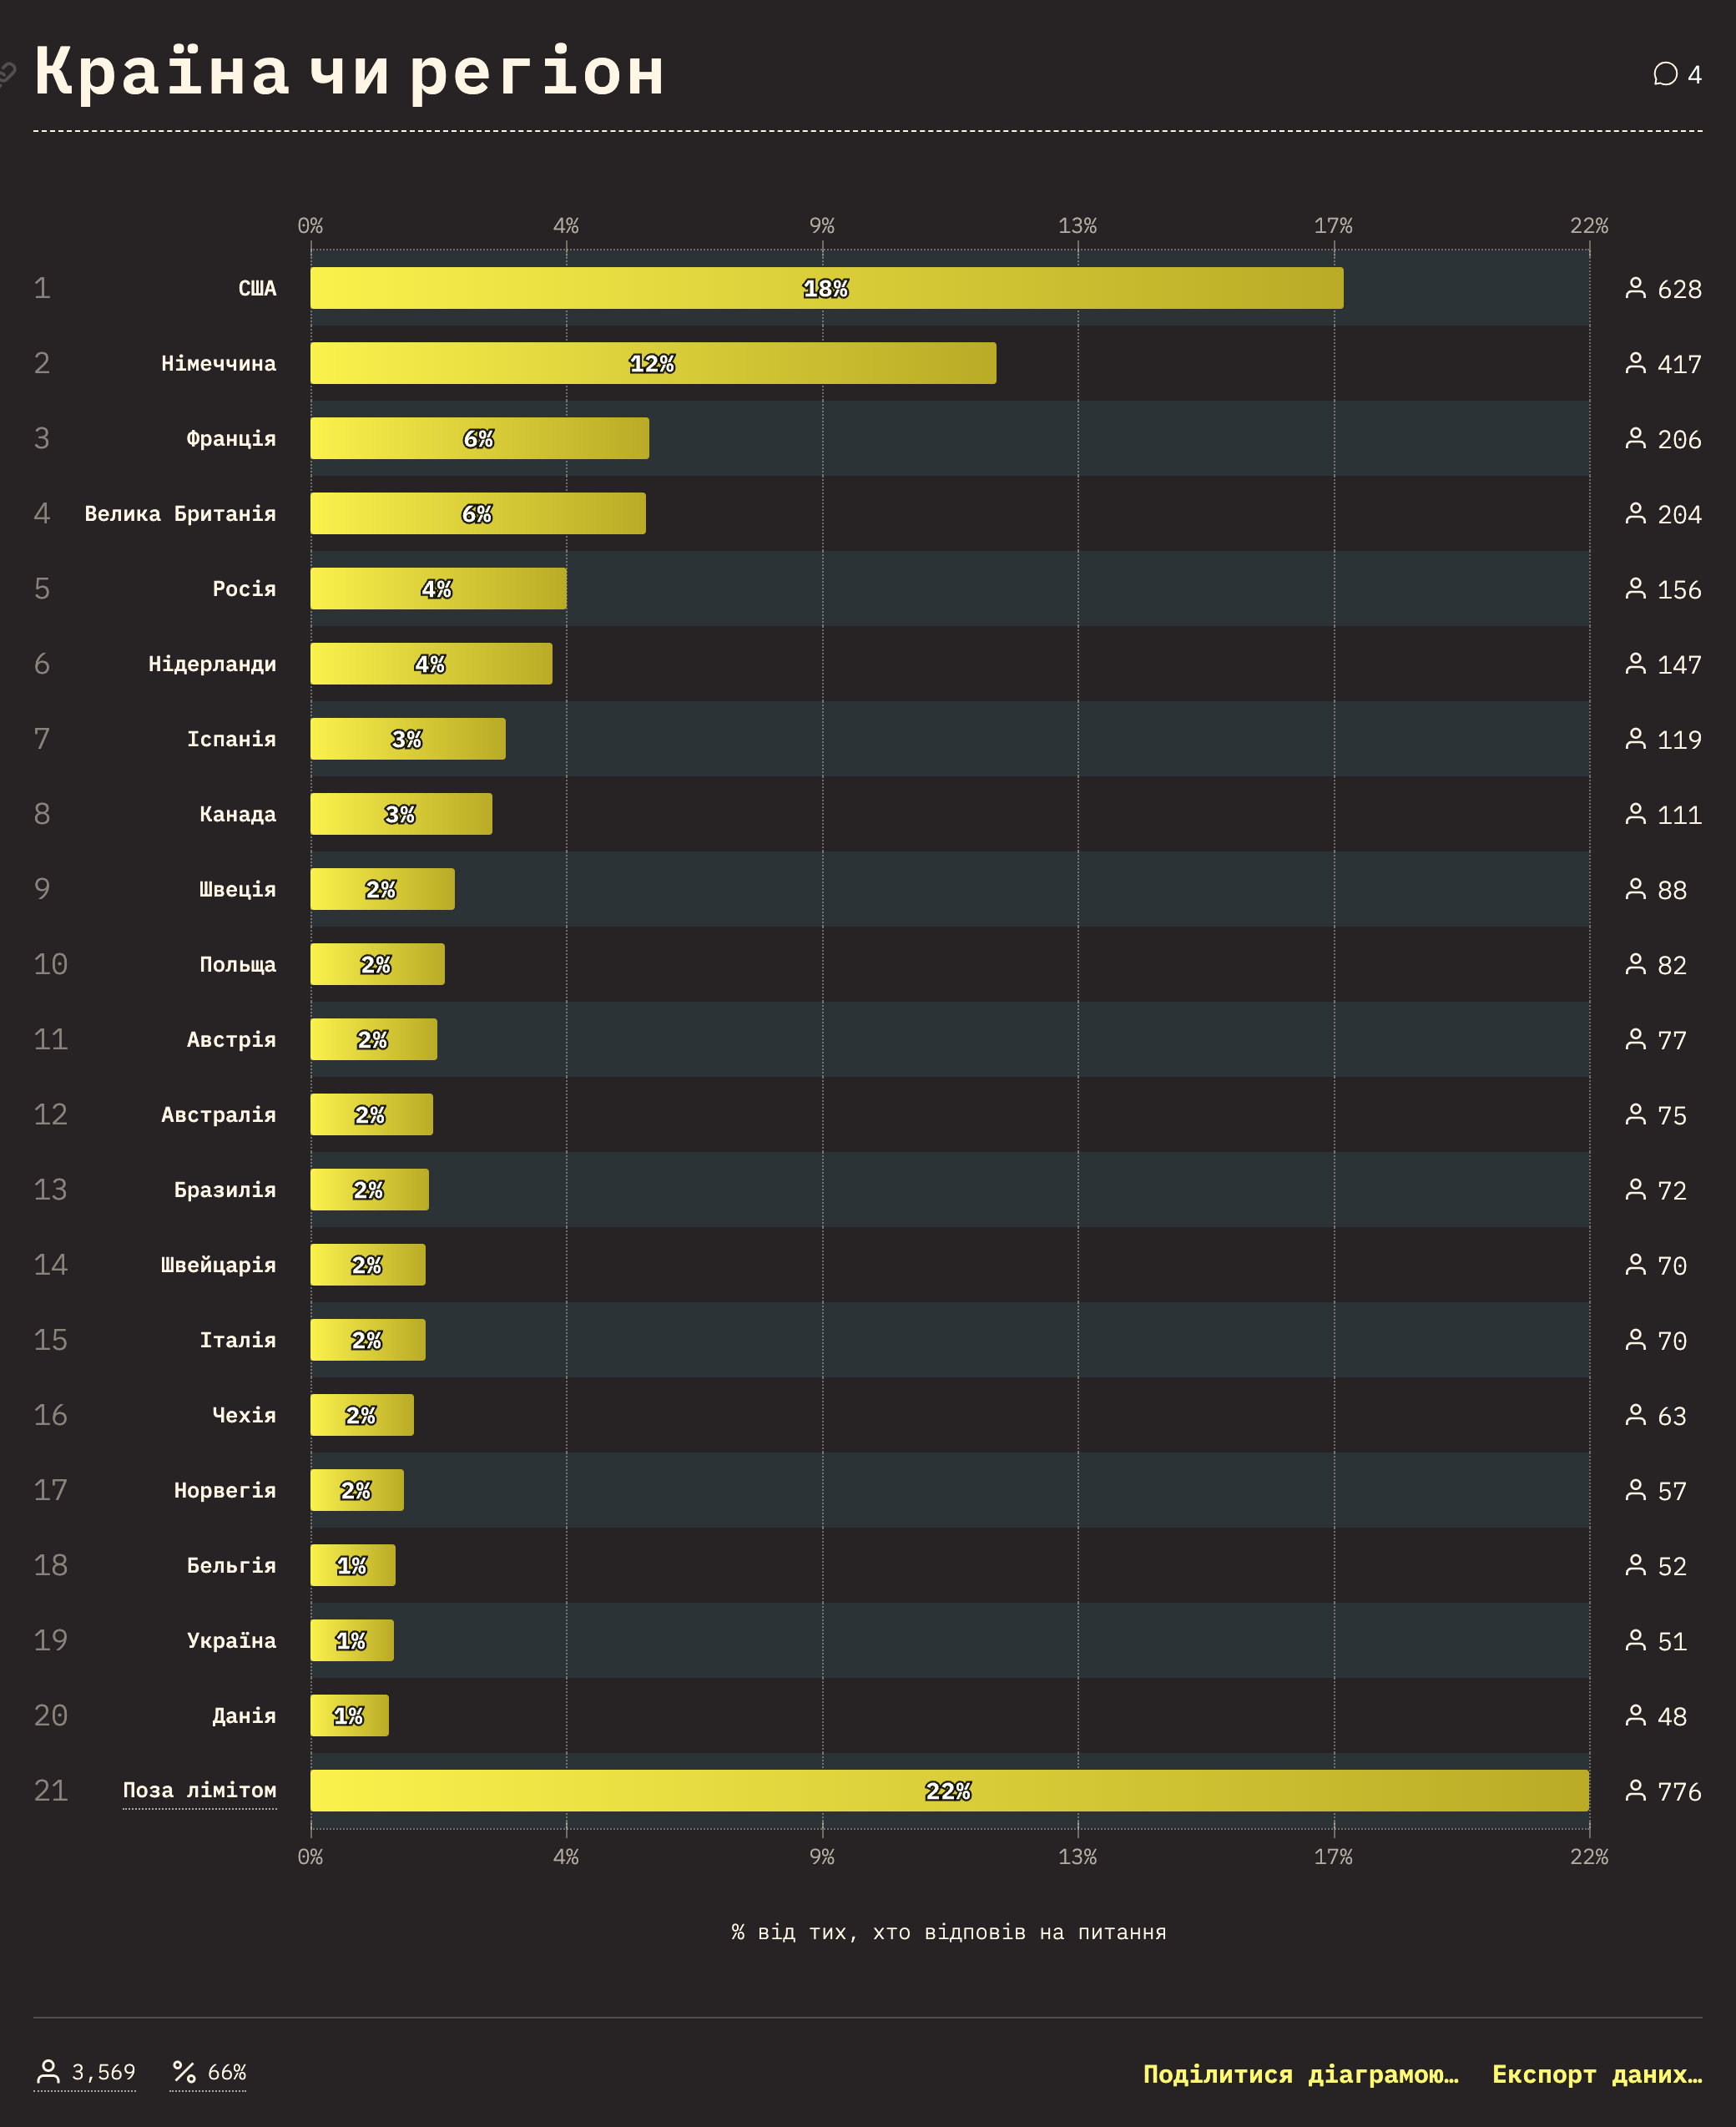 Країна чи регіон
4
0% 4% 9% 13% 17% 22%
1 США 18% 628
2 Німеччина 12% 417
3 Франція 6% 206
4 Велика Британія 6% 204
5 Росія 4% 156
6 Нідерланди 4% 147
7 Іспанія 3% 119
8 Канада 3% 111
9 Швеція 2% 88
10 Польща 2% 82
11 Австрія 2% 77
12 Австралія 2% 75
13 Бразилія 2% 72
14 Швейцарія 2% 70
15 Італія 2% 70
16 Чехія 2% 63
17 Норвегія 2% 57
18 Бельгія 1% 52
19 Україна 1% 51
20 Данія 1% 48
21 Поза лімітом 22% 776
0% 4% 9% 13% 17% 22%
% від тих, хто відповів на питання
3,569 % 66% Поділитися діаграмою… Експорт даних…